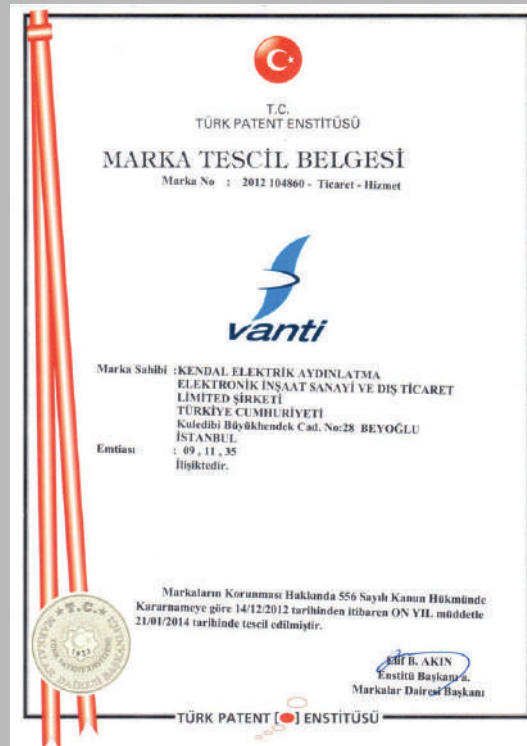 T.C.
TÜRK PATENT ENSTİTÜSÜ
MARKA TESCİL BELGESİ
Marka No : 2012 104860 - Ticaret - Hizmet
vanti
Marka Sahibi :KENDAL ELEKTRİK AYDINLATMA
ELEKTRONİK İNŞAAT SANAYİ VE DIŞ TİCARET
LİMİTED ŞİRKETİ
TÜRKİYE CUMHURİYETİ
Kuledibi Büyükhendek Cad. No:28 BEYOĞLU
İSTANBUL
Emtiası : 09 , 11 , 35
İlişiktedir.
Markaların Korunması Hakkında 556 Sayılı Kanun Hükmünde
Kararnameye göre 14/12/2012 tarihinden itibaren ON YIL müddetle
21/01/2014 tarihinde tescil edilmiştir.
Elif B. AKIN
Enstitü Başkanı a.
Markalar Dairesi Başkanı
T.C.
MARKALAR DAİRESİ BAŞKANLIĞI
TÜRK PATENT ENSTİTÜSÜ